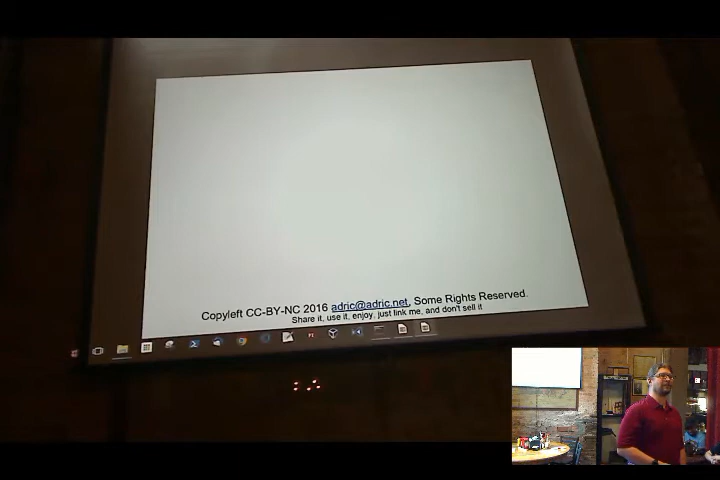 Copyleft CC-BY-NC 2016 adric@adric.net, Some Rights Reserved.
Share it, use it, enjoy, just link me, and don't sell it